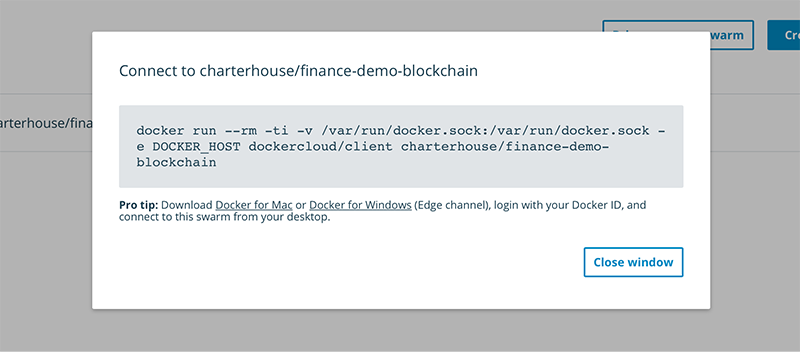 warm
Cre
Connect to charterhouse/finance-demo-blockchain
arterhouse/fina
docker run --rm -ti -v /var/run/docker.sock:/var/run/docker.sock -
e DOCKER_HOST dockercloud/client charterhouse/finance-demo-
blockchain
Pro tip: Download Docker for Mac or Docker for Windows (Edge channel), login with your Docker ID, and
connect to this swarm from your desktop.
Close window